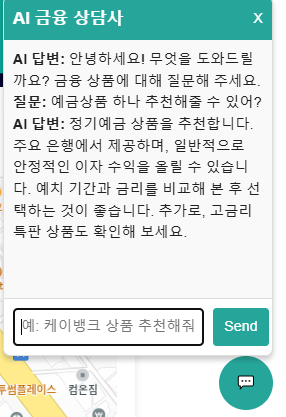 AI 금융 상담사
X
AI 답변: 안녕하세요! 무엇을 도와드릴
까요? 금융 상품에 대해 질문해 주세요.
질문: 예금상품 하나 추천해줄 수 있어?
AI 답변: 정기예금 상품을 추천합니다.
주요 은행에서 제공하며, 일반적으로
안정적인 이자 수익을 올릴 수 있습니
다. 예치 기간과 금리를 비교해 본 후 선
택하는 것이 좋습니다. 추가로, 고금리
특판 상품도 확인해 보세요.
예: 케이뱅크 상품 추천해줘
Send
투썸플레이스
컴온짐